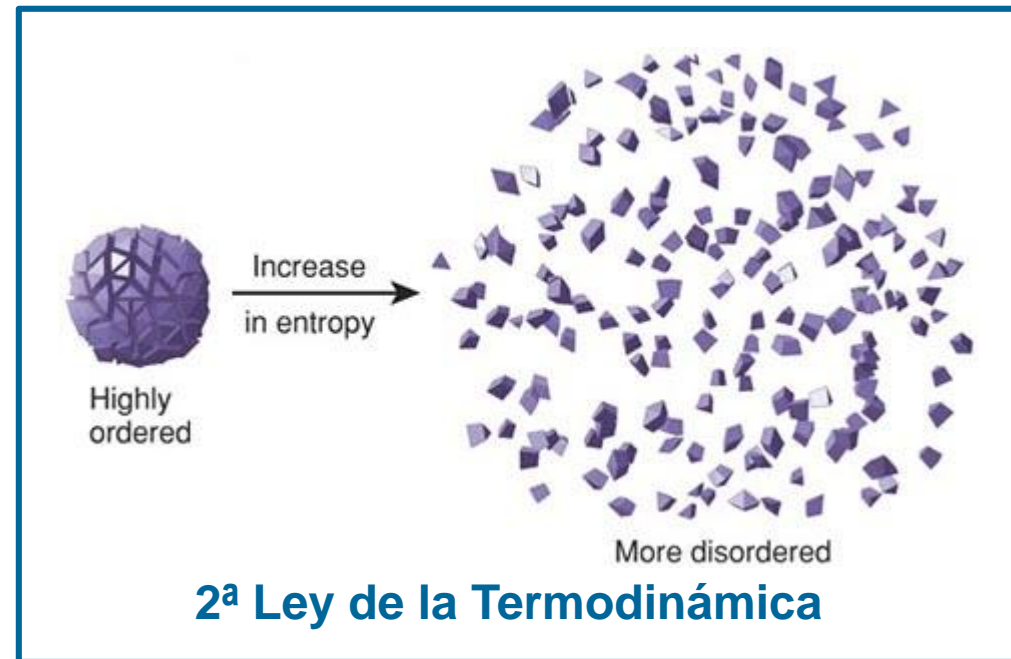 Increase
in entropy
Highly
ordered
More disordered
2ª Ley de la Termodinámica